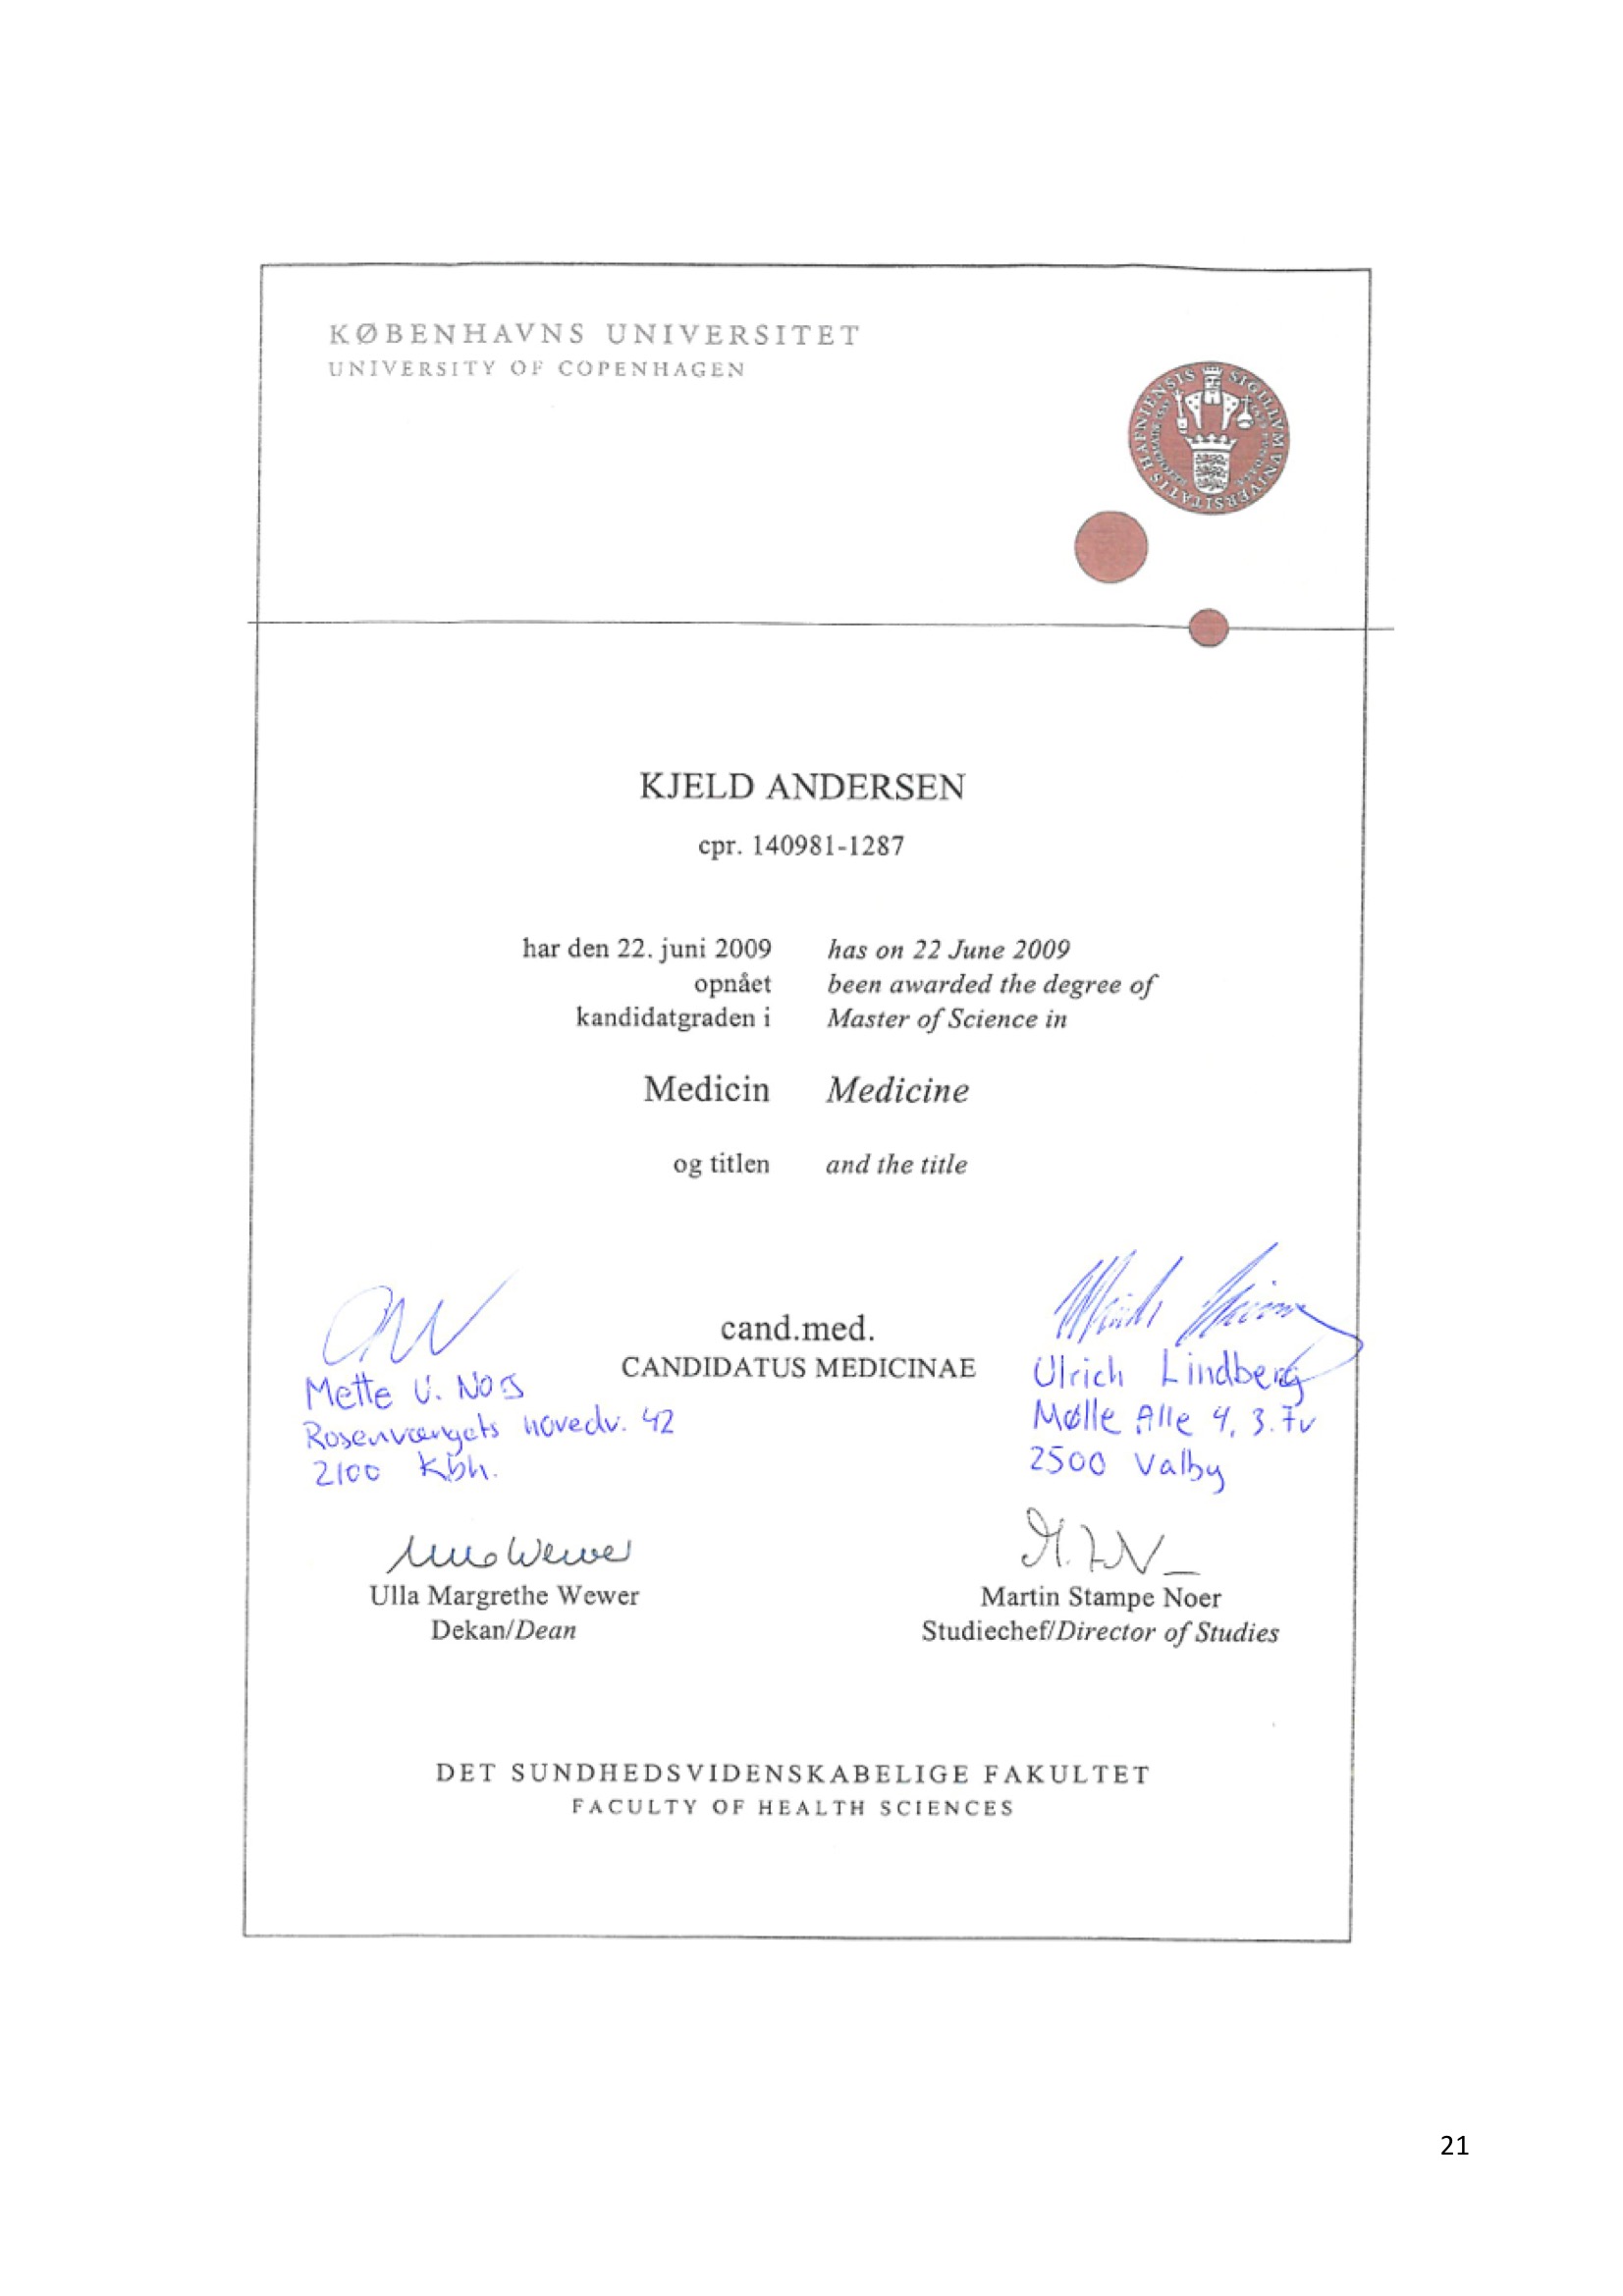 KØBENHAVNS UNIVERSITET
UNIVERSITY OF COPENHAGEN
SIGILLVM VNIVERSITATIS HAFNIENSIS
KJELD ANDERSEN
cpr. 140981-1287
har den 22. juni 2009 has on 22 June 2009
opnået been awarded the degree of
kandidatgraden i Master of Science in
Medicin Medicine
og titlen and the title
cand.med.
CANDIDATUS MEDICINAE
Mette U.
Rosenvængets hovedv. 42
2100 Kbh.
Ulrich Lindberg
Mølle Alle 4, 3. Tv
2500 Valby
Ulla Margrethe Wewer
Dekan/Dean
Martin Stampe Noer
Studiechef/Director of Studies
DET SUNDHEDSVIDENSKABELIGE FAKULTET
FACULTY OF HEALTH SCIENCES
21